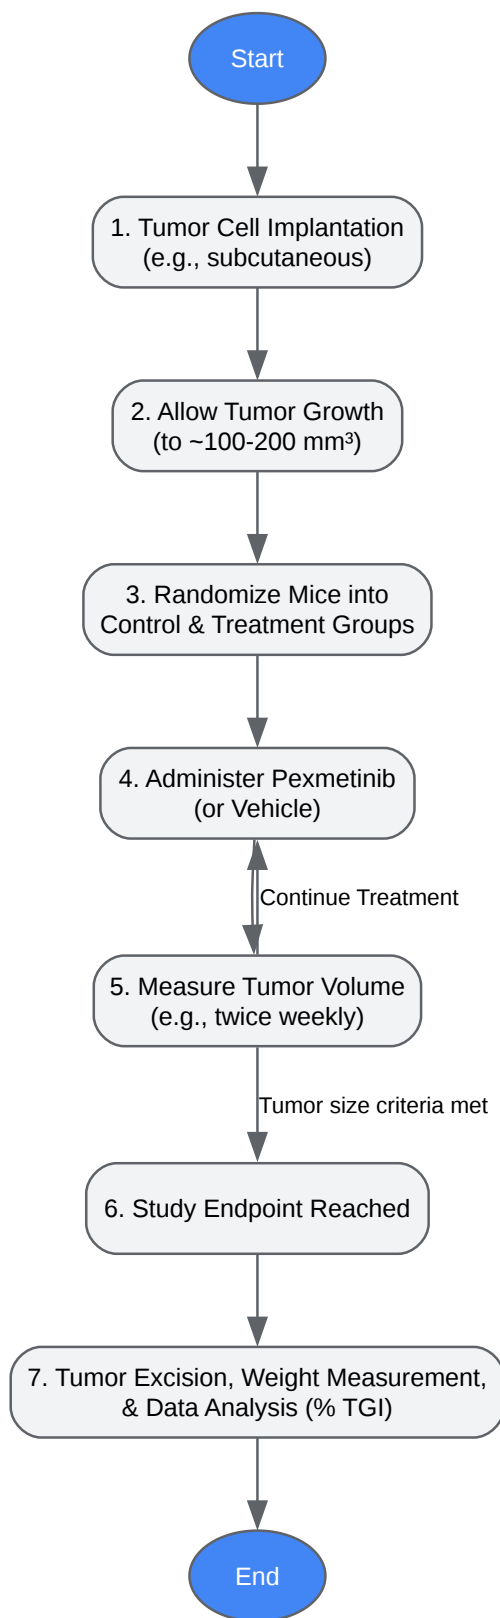 Start
1. Tumor Cell Implantation
(e.g., subcutaneous)
2. Allow Tumor Growth
(to ~100-200 mm³)
3. Randomize Mice into
Control & Treatment Groups
4. Administer Pexmetinib
(or Vehicle)
Continue Treatment
5. Measure Tumor Volume
(e.g., twice weekly)
Tumor size criteria met
6. Study Endpoint Reached
7. Tumor Excision, Weight Measurement,
& Data Analysis (% TGI)
End